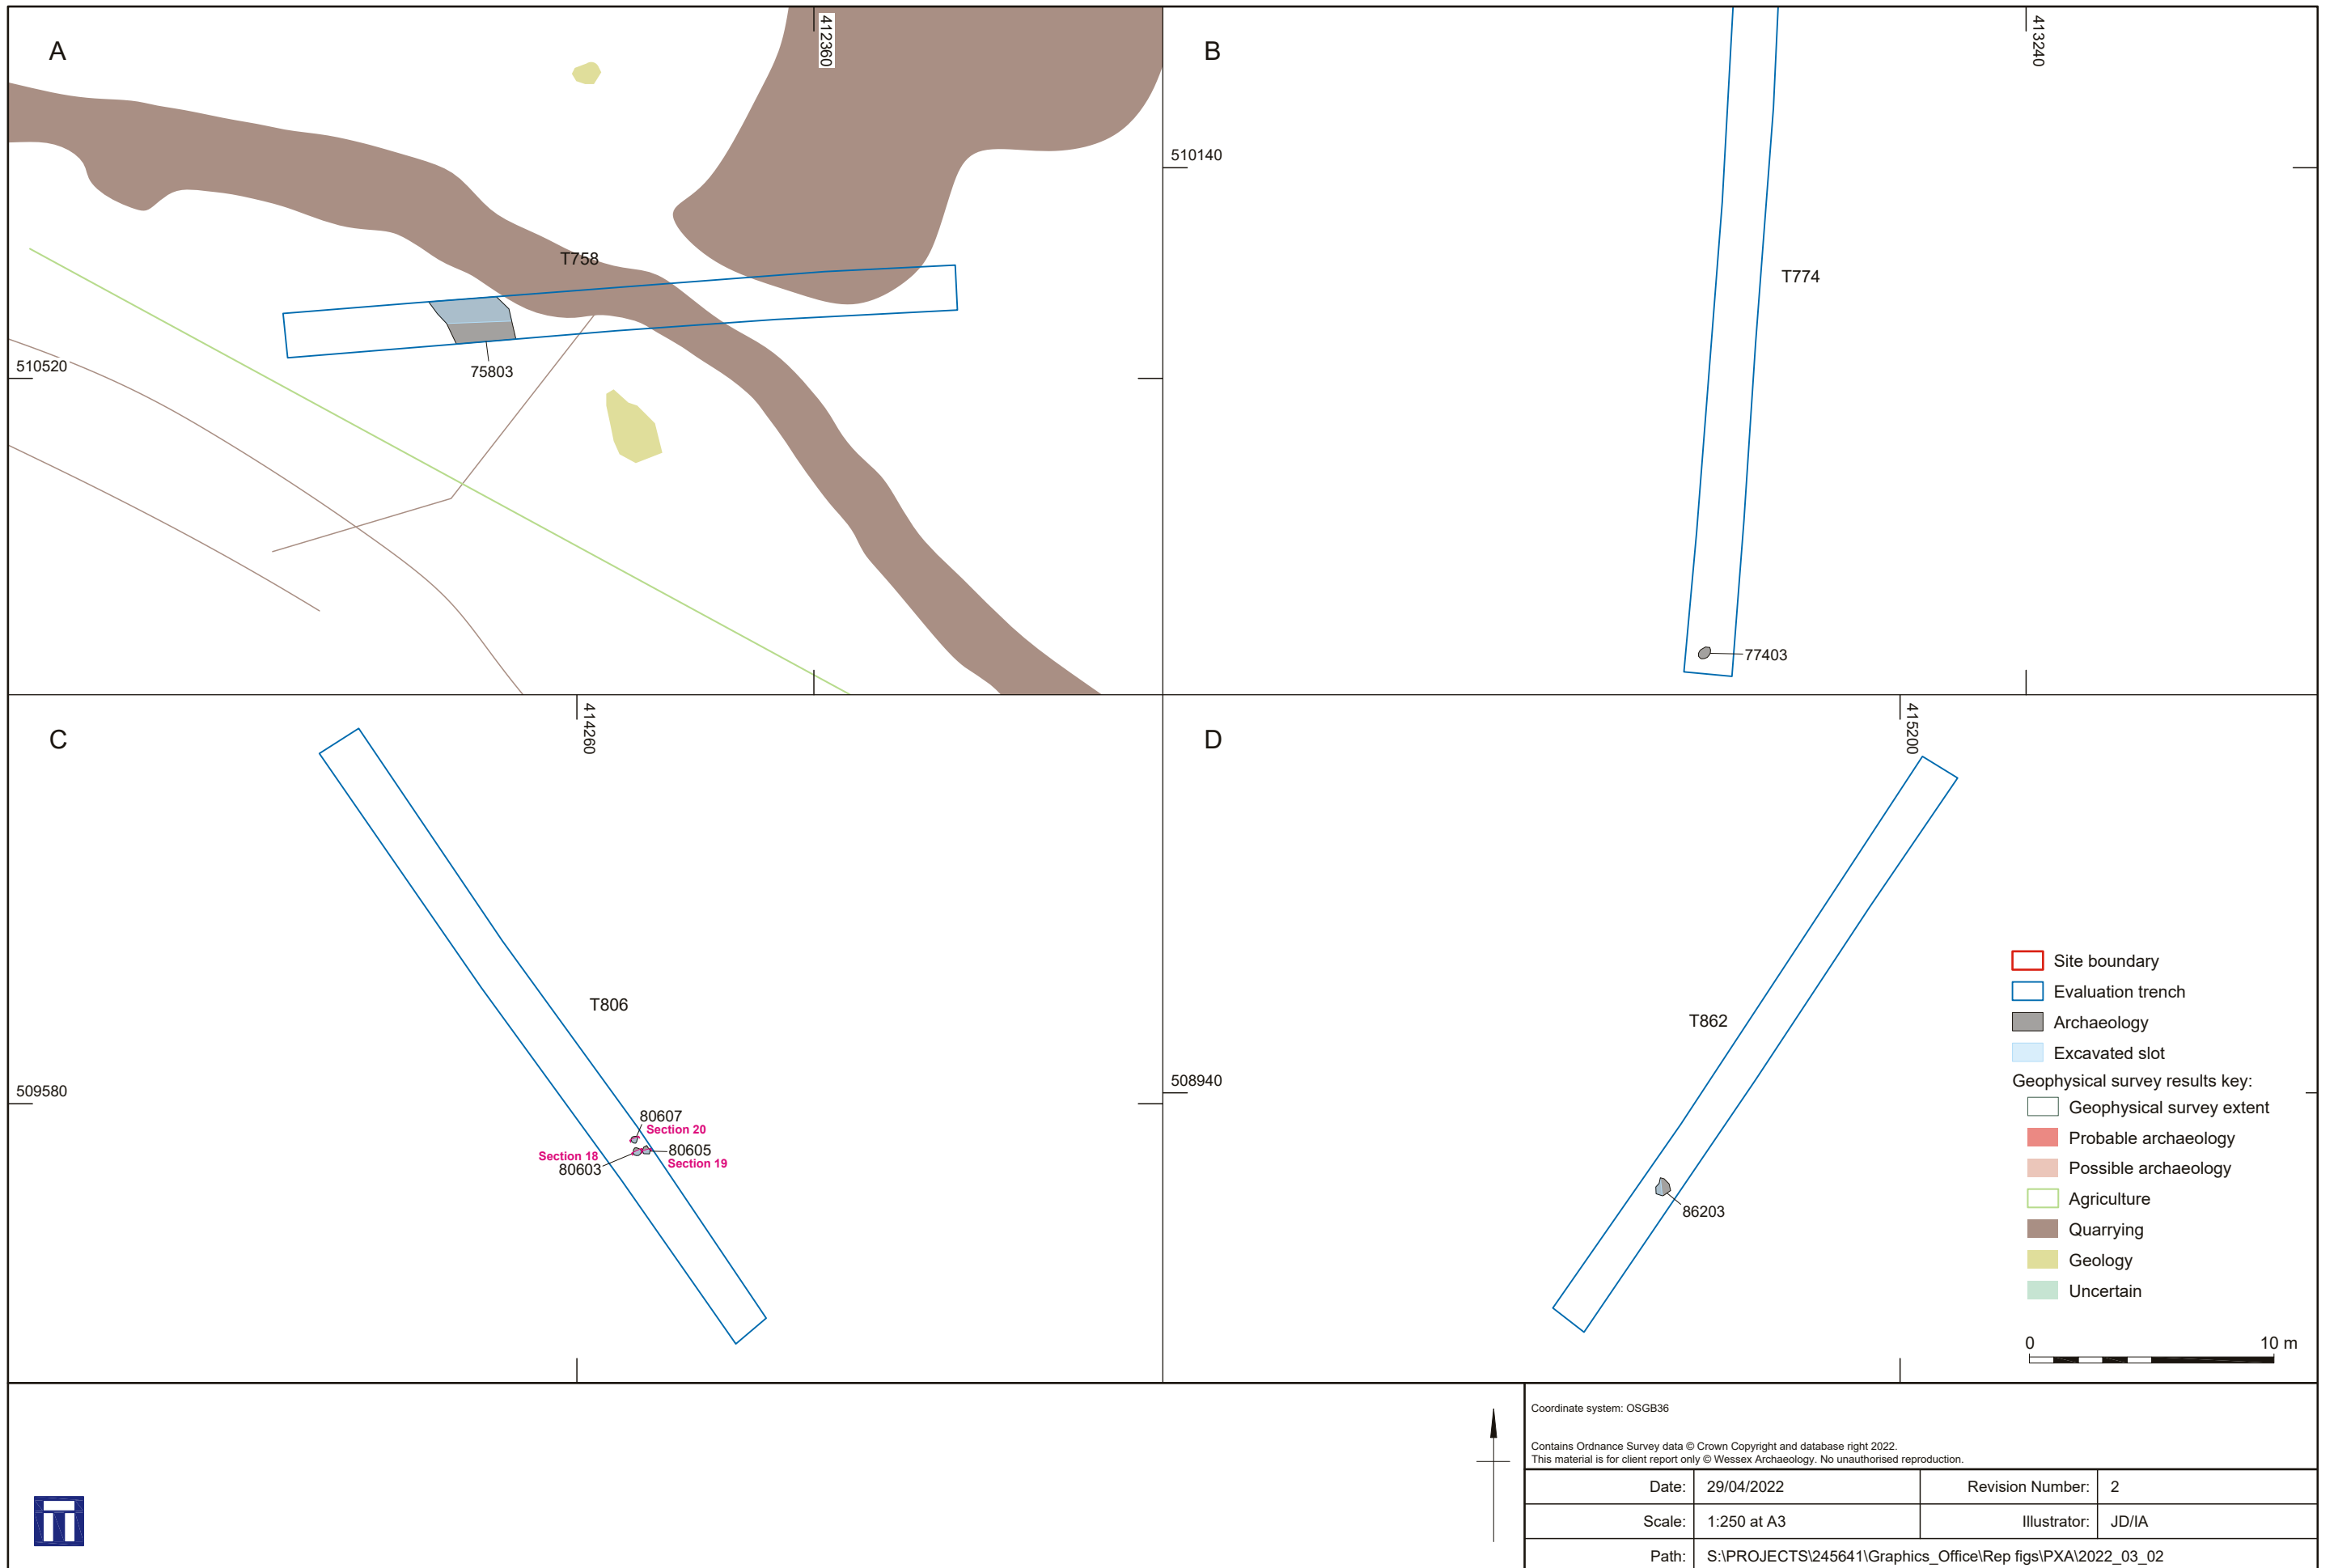 A
412360
T758
510520
75803
B
413240
510140
T774
77403
C
414260
T806
509580
80607
Section 20
80605
Section 18
80603
Section 19
D
415200
T862
508940
86203
Site boundary
Evaluation trench
Archaeology
Excavated slot
Geophysical survey results key:
Geophysical survey extent
Probable archaeology
Possible archaeology
Agriculture
Quarrying
Geology
Uncertain
0 10 m
Coordinate system: OSGB36
Contains Ordnance Survey data © Crown Copyright and database right 2022.
This material is for client report only © Wessex Archaeology. No unauthorised reproduction.
Date: 29/04/2022 Revision Number: 2
Scale: 1:250 at A3 Illustrator: JD/IA
Path: S:\PROJECTS\245641\Graphics_Office\Rep figs\PXA\2022_03_02